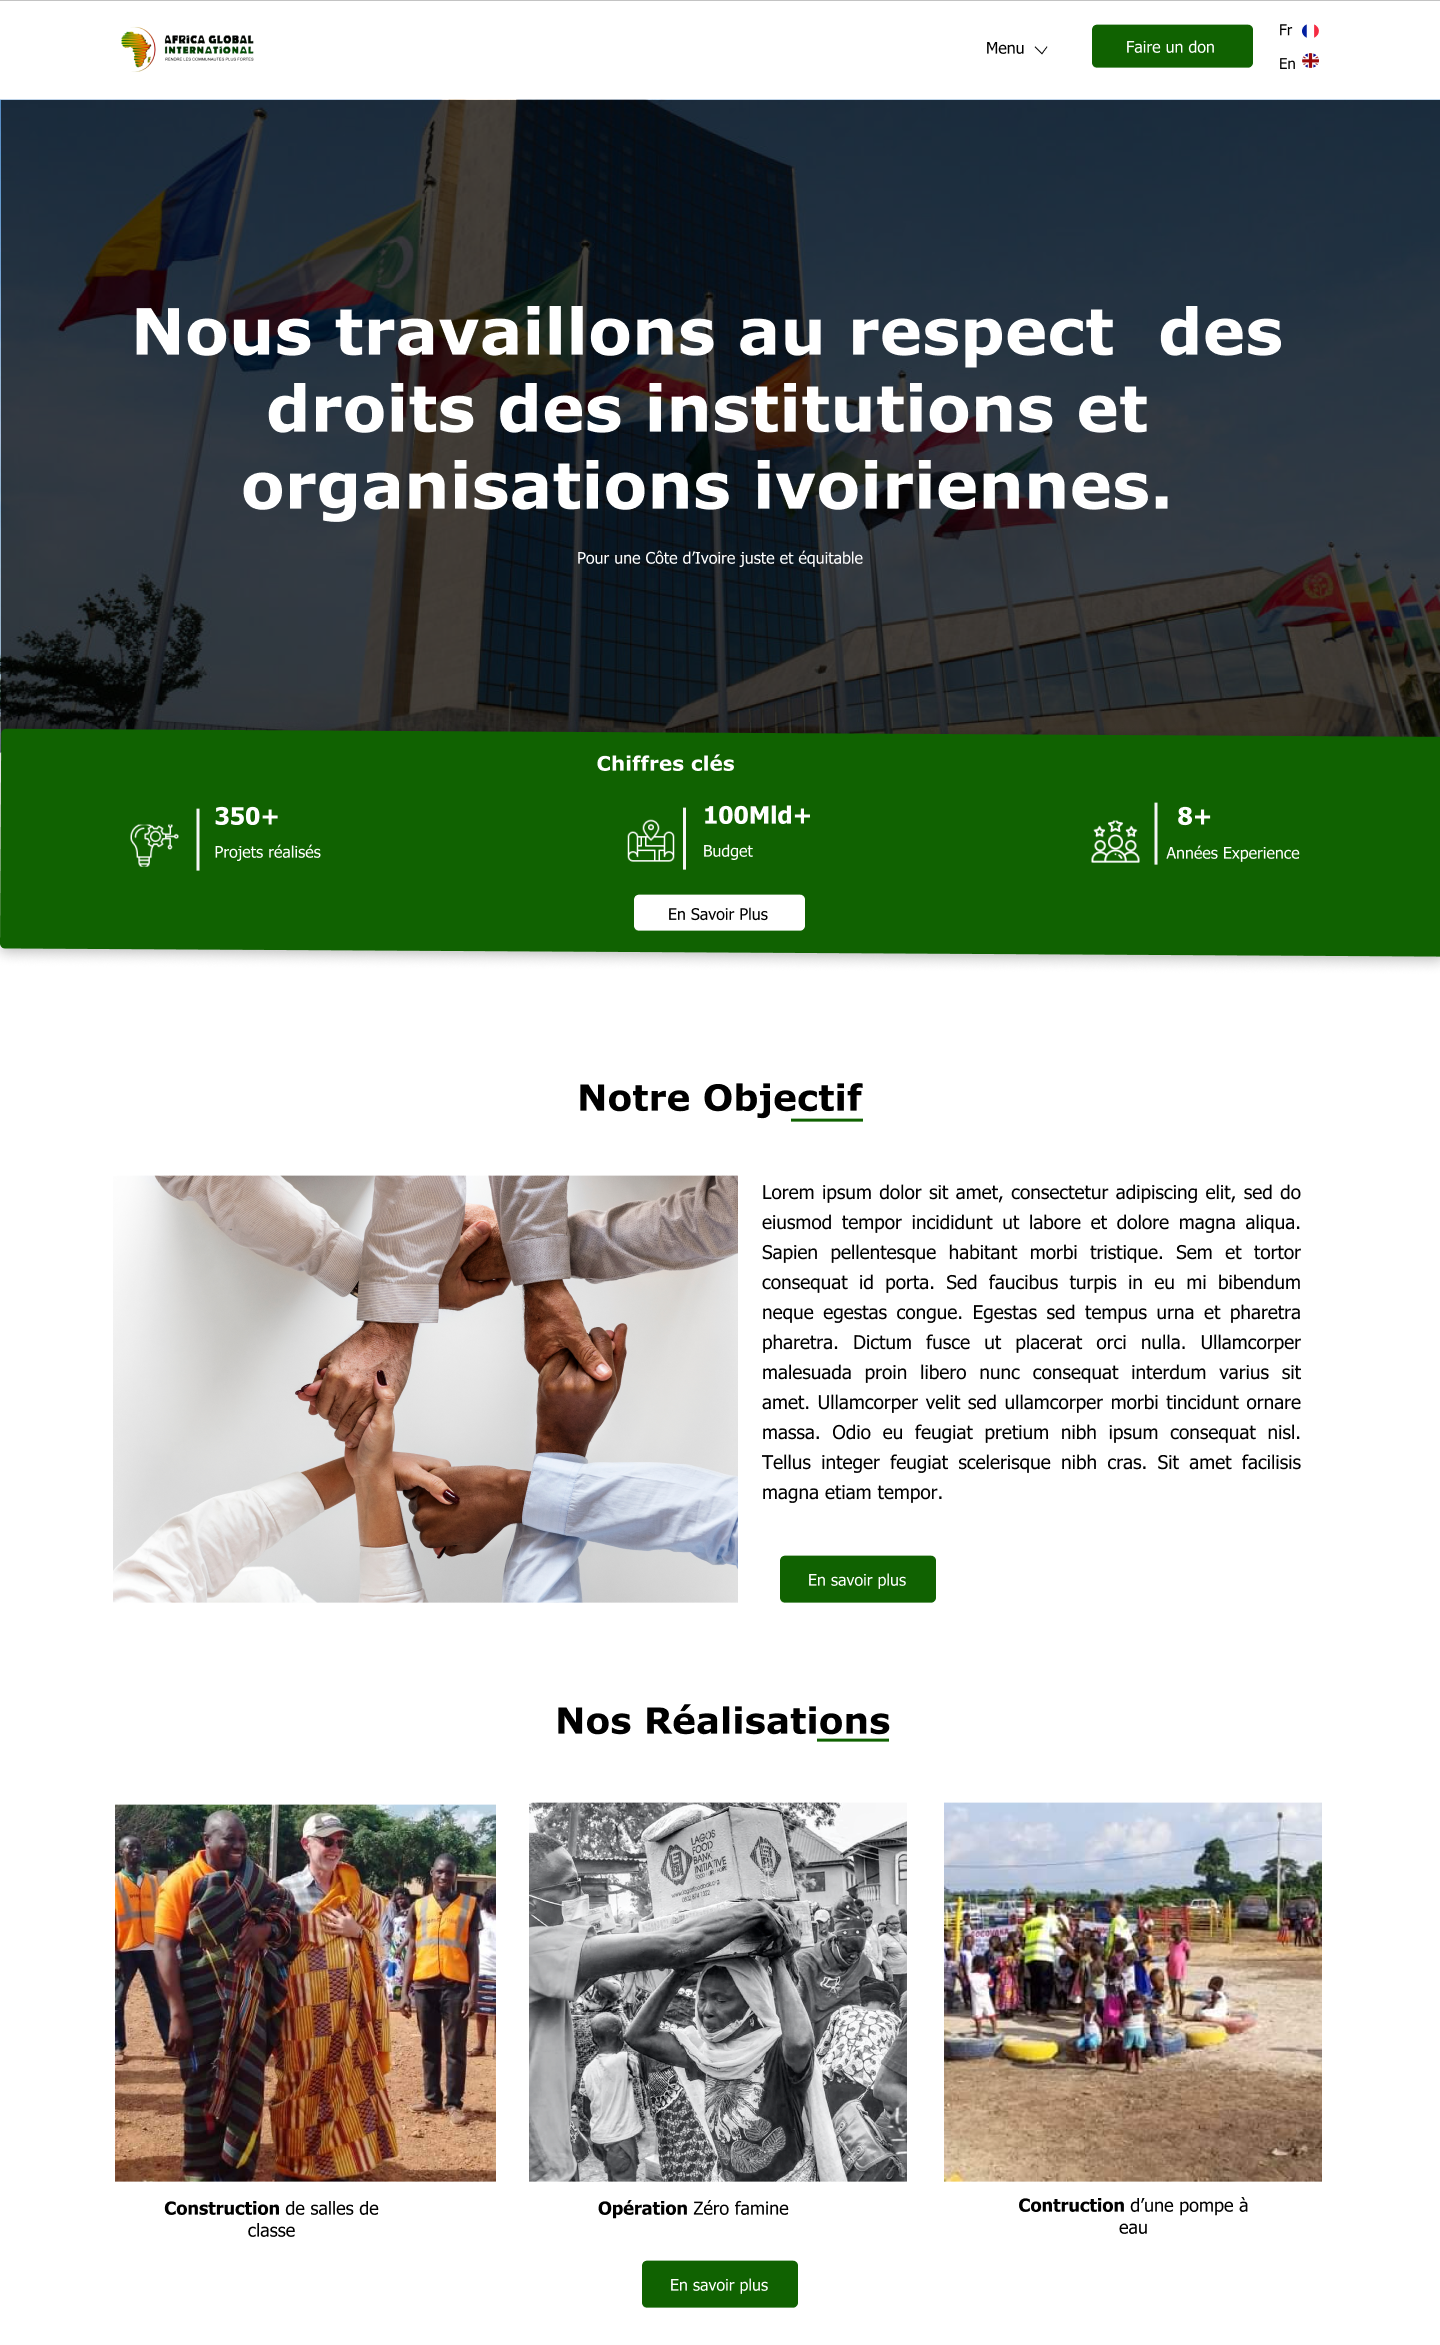 AFRICA GLOBAL
INTERNATIONAL
RENDRE LES COMMUNAUTÉS PLUS FORTES
Menu
Faire un don
Fr
En
Nous travaillons au respect des
droits des institutions et
organisations ivoiriennes.
Pour une Côte d’Ivoire juste et équitable
Chiffres clés
350+
Projets réalisés
100Mld+
Budget
8+
Années Experience
En Savoir Plus
Notre Objectif
Lorem ipsum dolor sit amet, consectetur adipiscing elit, sed do
eiusmod tempor incididunt ut labore et dolore magna aliqua.
Sapien pellentesque habitant morbi tristique. Sem et tortor
consequat id porta. Sed faucibus turpis in eu mi bibendum
neque egestas congue. Egestas sed tempus urna et pharetra
pharetra. Dictum fusce ut placerat orci nulla. Ullamcorper
malesuada proin libero nunc consequat interdum varius sit
amet. Ullamcorper velit sed ullamcorper morbi tincidunt ornare
massa. Odio eu feugiat pretium nibh ipsum consequat nisl.
Tellus integer feugiat scelerisque nibh cras. Sit amet facilisis
magna etiam tempor.
En savoir plus
Nos Réalisations
LAGOS
FOOD
BANK
INITIATIVE
Construction de salles de
classe
Opération Zéro famine
Contruction d’une pompe à
eau
En savoir plus